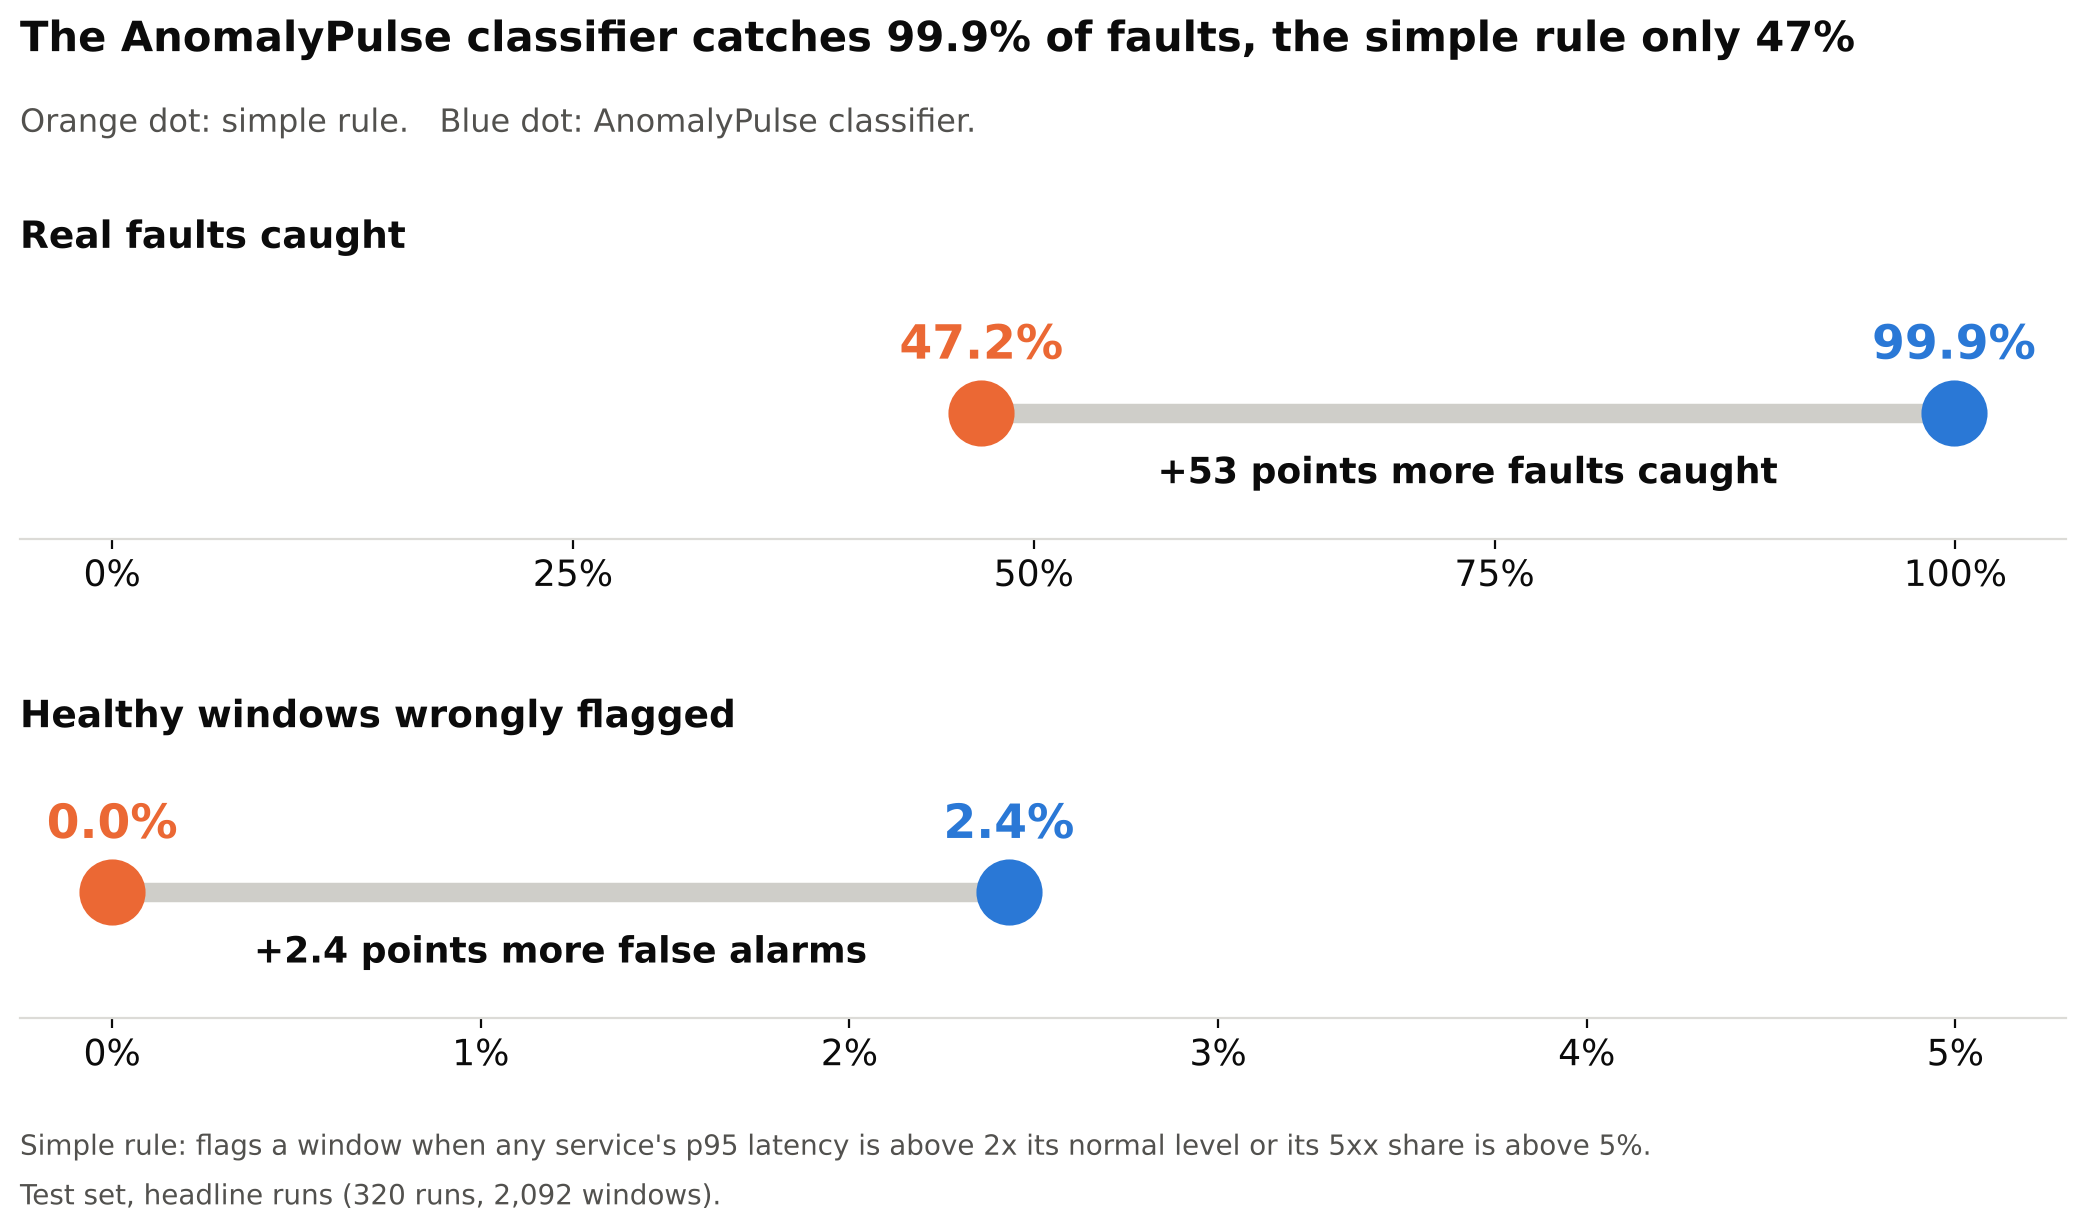 The AnomalyPulse classifier catches 99.9% of faults, the simple rule only 47%
Orange dot: simple rule.   Blue dot: AnomalyPulse classifier.
Real faults caught
47.2%
99.9%
+53 points more faults caught
0%
25%
50%
75%
100%
Healthy windows wrongly flagged
0.0%
2.4%
+2.4 points more false alarms
0%
1%
2%
3%
4%
5%
Simple rule: flags a window when any service's p95 latency is above 2x its normal level or its 5xx share is above 5%.
Test set, headline runs (320 runs, 2,092 windows).